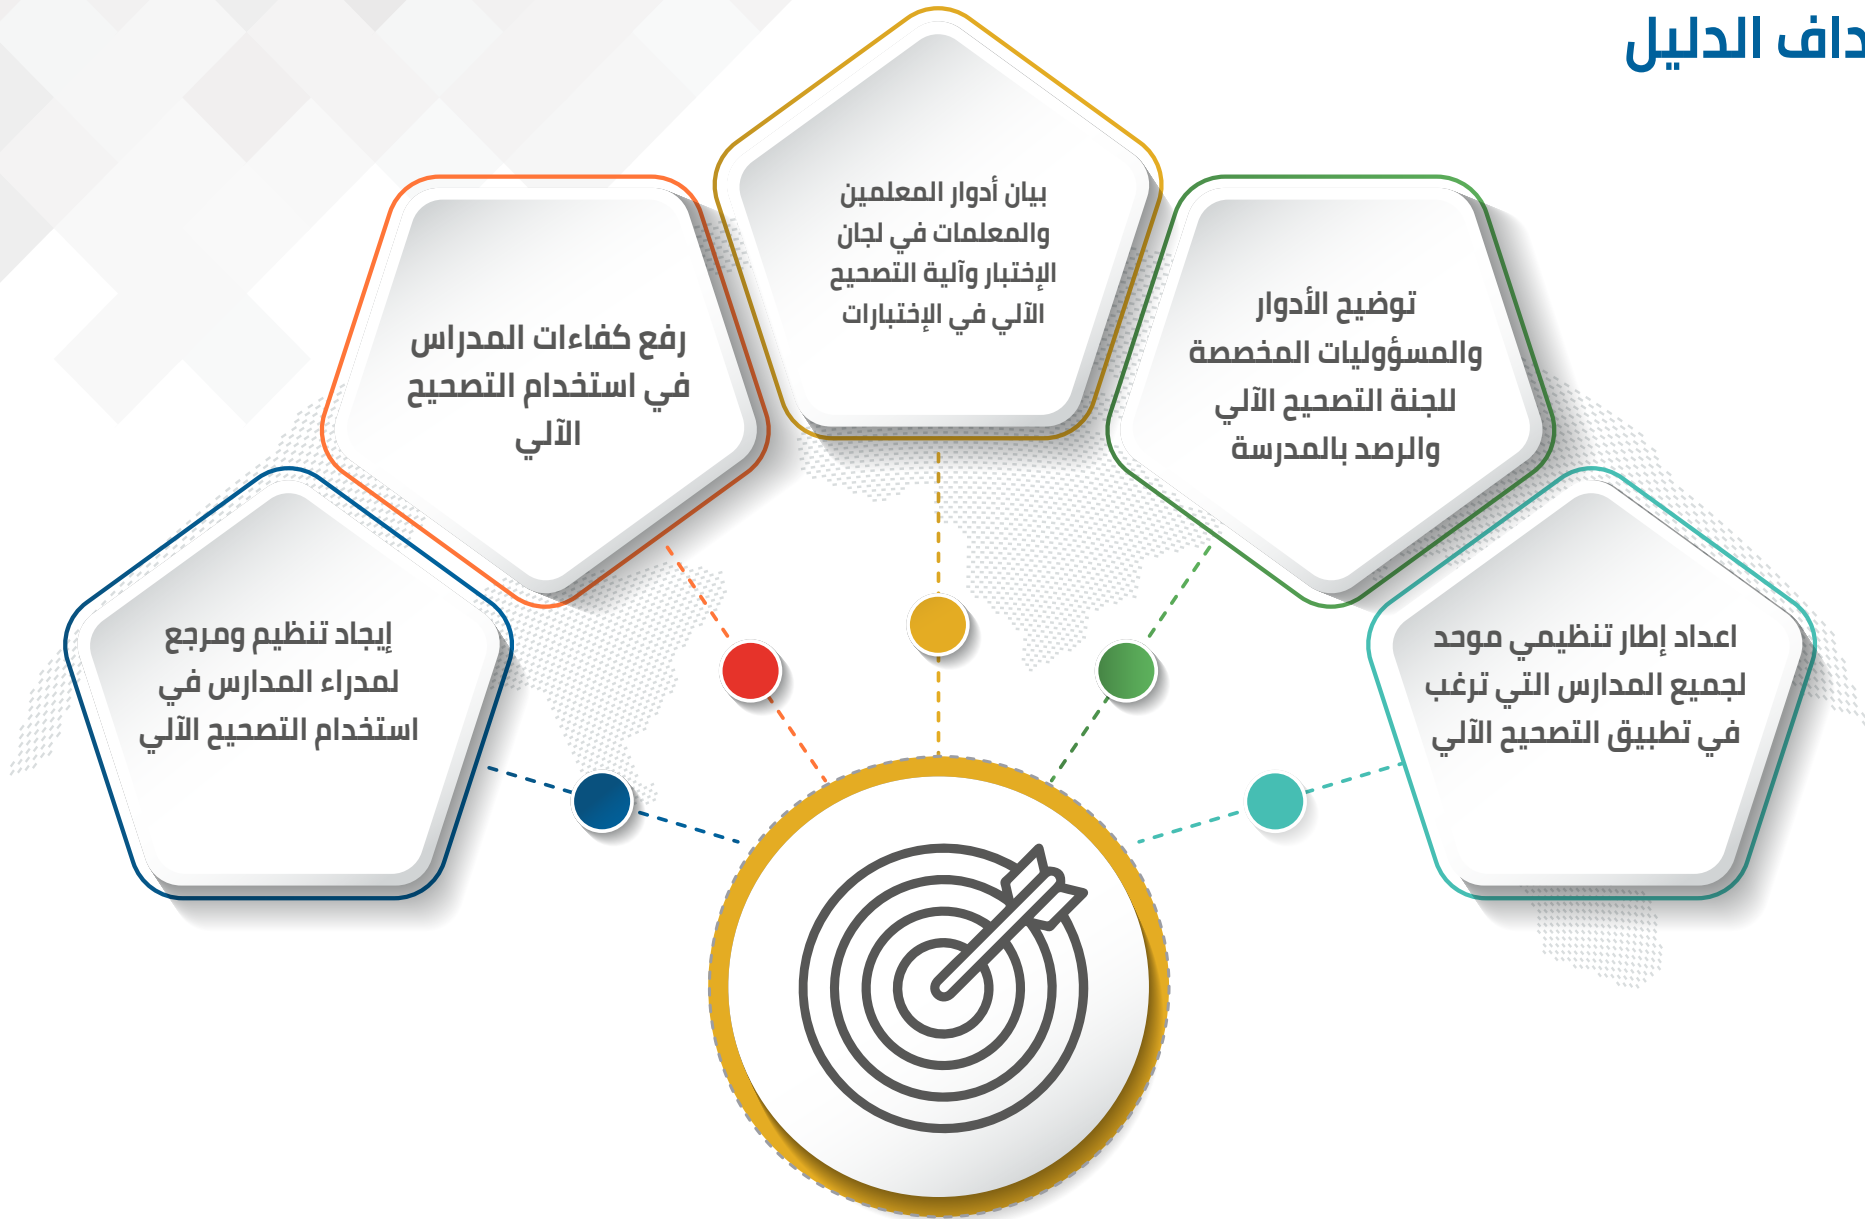 داف الدليل
اعداد إطار تنظيمي موحد
لجميع المدارس التي ترغب
في تطبيق التصحيح الآلي
توضيح الأدوار
والمسؤوليات المخصصة
للجنة التصحيح الآلي
والرصد بالمدرسة
بيان أدوار المعلمين
والمعلمات في لجان
الإختبار وآلية التصحيح
الآلي في الإختبارات
رفع كفاءات المدراس
في استخدام التصحيح
الآلي
إيجاد تنظيم ومرجع
لمدراء المدارس في
استخدام التصحيح الآلي